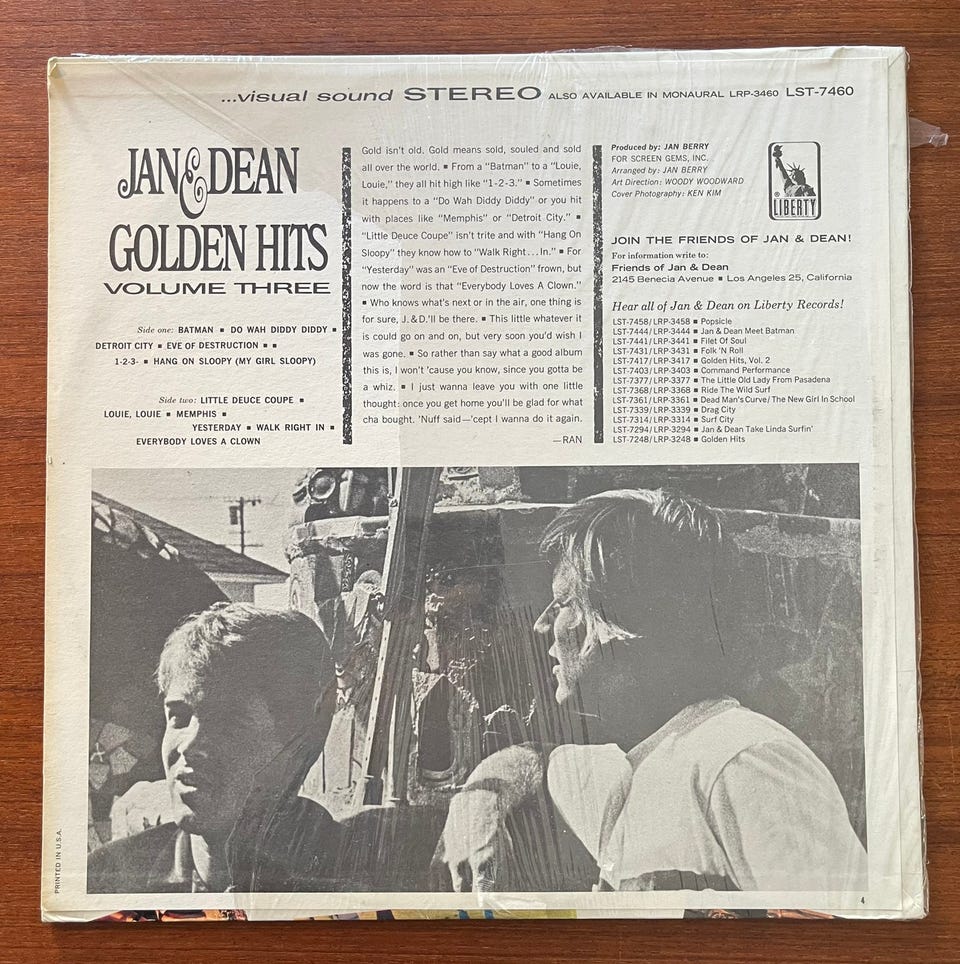 ...visual sound STEREO ALSO AVAILABLE IN MONAURAL LRP-3460 LST-7460
JAN & DEAN
GOLDEN HITS
VOLUME THREE
Side one: BATMAN ▪ DO WAH DIDDY DIDDY ▪
DETROIT CITY ▪ EVE OF DESTRUCTION ▪ ▪
1-2-3- ▪ HANG ON SLOOPY (MY GIRL SLOOPY)
Side two: LITTLE DEUCE COUPE ▪
LOUIE, LOUIE ▪ MEMPHIS ▪
YESTERDAY ▪ WALK RIGHT IN ▪
EVERYBODY LOVES A CLOWN
Gold isn't old. Gold means sold, souled and sold
all over the world. ▪ From a "Batman" to a "Louie,
Louie," they all hit high like "1-2-3." ▪ Sometimes
it happens to a "Do Wah Diddy Diddy" or you hit
with places like "Memphis" or "Detroit City." ▪
"Little Deuce Coupe" isn't trite and with "Hang On
Sloopy" they know how to "Walk Right...In." ▪ For
"Yesterday" was an "Eve of Destruction" frown, but
now the word is that "Everybody Loves A Clown."
▪ Who knows what's next or in the air, one thing is
for sure, J.&D.'ll be there. ▪ This little whatever it
is could go on and on, but very soon you'd wish I
was gone. ▪ So rather than say what a good album
this is, I won't 'cause you know, since you gotta be
a whiz. ▪ I just wanna leave you with one little
thought: once you get home you'll be glad for what
cha bought. 'Nuff said—'cept I wanna do it again.
—RAN
Produced by: JAN BERRY
FOR SCREEN GEMS, INC.
Arranged by: JAN BERRY
Art Direction: WOODY WOODWARD
Cover Photography: KEN KIM
® LIBERTY
JOIN THE FRIENDS OF JAN & DEAN!
For information write to:
Friends of Jan & Dean
2145 Benecia Avenue ▪ Los Angeles 25, California
Hear all of Jan & Dean on Liberty Records!
LST-7458/LRP-3458 ▪ Popsicle
LST-7444/LRP-3444 ▪ Jan & Dean Meet Batman
LST-7441/LRP-3441 ▪ Filet Of Soul
LST-7431/LRP-3431 ▪ Folk 'N Roll
LST-7417/LRP-3417 ▪ Golden Hits, Vol. 2
LST-7403/LRP-3403 ▪ Command Performance
LST-7377/LRP-3377 ▪ The Little Old Lady From Pasadena
LST-7368/LRP-3368 ▪ Ride The Wild Surf
LST-7361/LRP-3361 ▪ Dead Man's Curve/The New Girl In School
LST-7339/LRP-3339 ▪ Drag City
LST-7314/LRP-3314 ▪ Surf City
LST-7294/LRP-3294 ▪ Jan & Dean Take Linda Surfin'
LST-7248/LRP-3248 ▪ Golden Hits
PRINTED IN U.S.A.
4